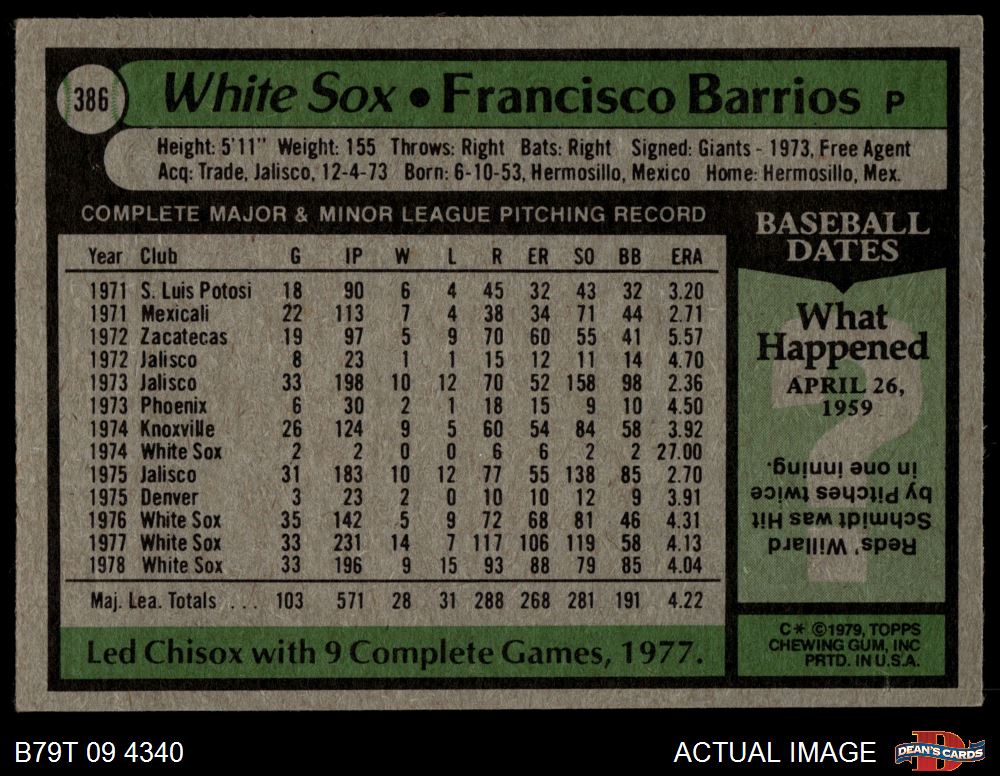 386 White Sox • Francisco Barrios P
Height: 5'11" Weight: 155 Throws: Right Bats: Right Signed: Giants - 1973, Free Agent
Acq: Trade, Jalisco, 12-4-73 Born: 6-10-53, Hermosillo, Mexico Home: Hermosillo, Mex.
COMPLETE MAJOR & MINOR LEAGUE PITCHING RECORD
Year Club G IP W L R ER SO BB ERA
1971 S. Luis Potosi 18 90 6 4 45 32 43 32 3.20
1971 Mexicali 22 113 7 4 38 34 71 44 2.71
1972 Zacatecas 19 97 5 9 70 60 55 41 5.57
1972 Jalisco 8 23 1 1 15 12 11 14 4.70
1973 Jalisco 33 198 10 12 70 52 158 98 2.36
1973 Phoenix 6 30 2 1 18 15 9 10 4.50
1974 Knoxville 26 124 9 5 60 54 84 58 3.92
1974 White Sox 2 2 0 0 6 6 2 2 27.00
1975 Jalisco 31 183 10 12 77 55 138 85 2.70
1975 Denver 3 23 2 0 10 10 12 9 3.91
1976 White Sox 35 142 5 9 72 68 81 46 4.31
1977 White Sox 33 231 14 7 117 106 119 58 4.13
1978 White Sox 33 196 9 15 93 88 79 85 4.04
Maj. Lea. Totals . . . 103 571 28 31 288 268 281 191 4.22
Led Chisox with 9 Complete Games, 1977.
BASEBALL
DATES
What
Happened
APRIL 26,
1959
?
Reds' Willard
Schmidt was Hit
by Pitches twice
in one inning.
C* ©1979, TOPPS
CHEWING GUM, INC
PRTD. IN U.S.A.
B79T 09 4340
ACTUAL IMAGE
D
DEAN'S CARDS